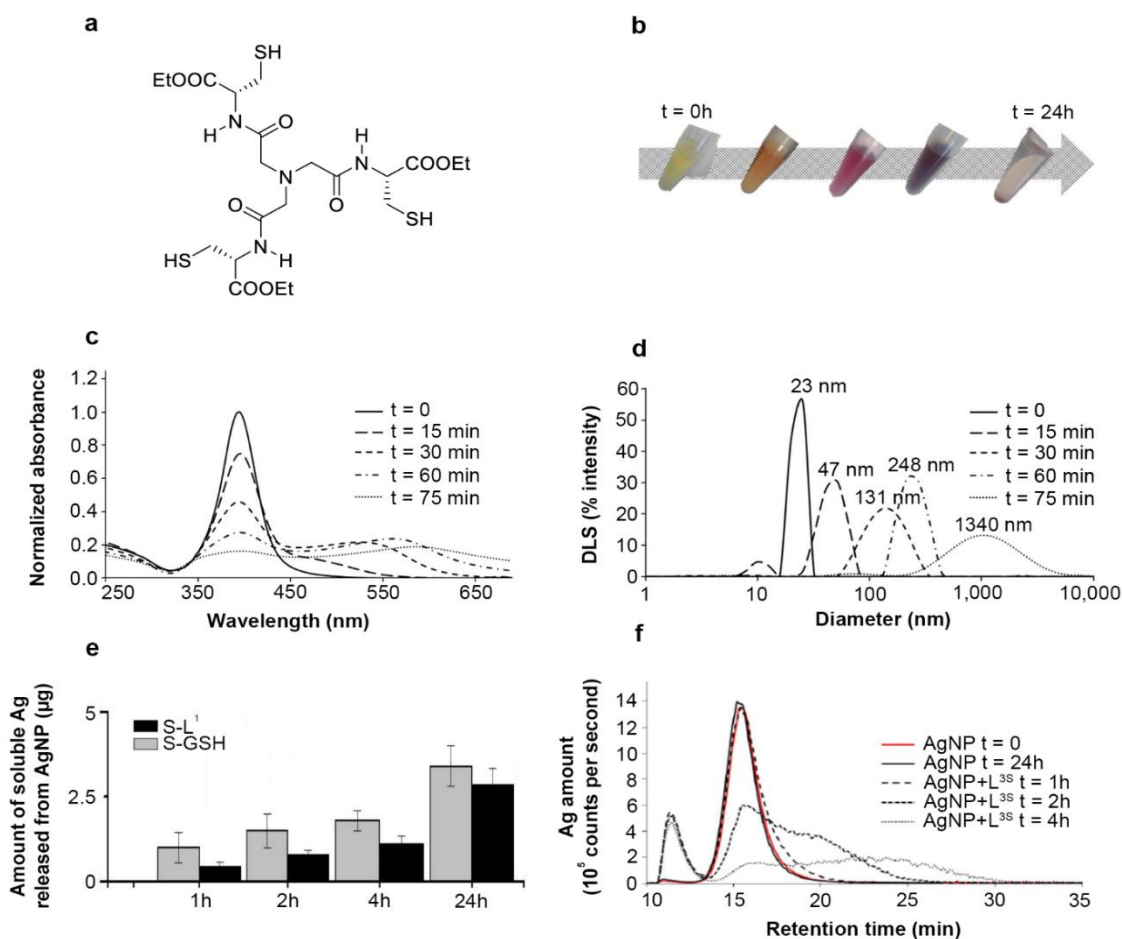 a
SH
EtOOC
N
H
O
O
N
H
N
COOEt
O
SH
N
H
HS
COOEt
b
t = 0h
t = 24h
c
Normalized absorbance
1.2
1.0
0.8
0.6
0.4
0.2
0.0
250 350 450 550 650
Wavelength (nm)
t = 0
t = 15 min
t = 30 min
t = 60 min
t = 75 min
d
DLS (% intensity)
60
50
40
30
20
10
0
1 10 100 1,000 10,000
Diameter (nm)
23 nm
47 nm
131 nm
248 nm
1340 nm
t = 0
t = 15 min
t = 30 min
t = 60 min
t = 75 min
e
Amount of soluble Ag
released from AgNP (µg)
5
2.5
0
S-L¹
S-GSH
1h 2h 4h 24h
f
Ag amount
(10⁵ counts per second)
14
12
10
8
6
4
2
0
10 15 20 25 30 35
Retention time (min)
AgNP t = 0
AgNP t = 24h
AgNP+L³ˢ t = 1h
AgNP+L³ˢ t = 2h
AgNP+L³ˢ t = 4h